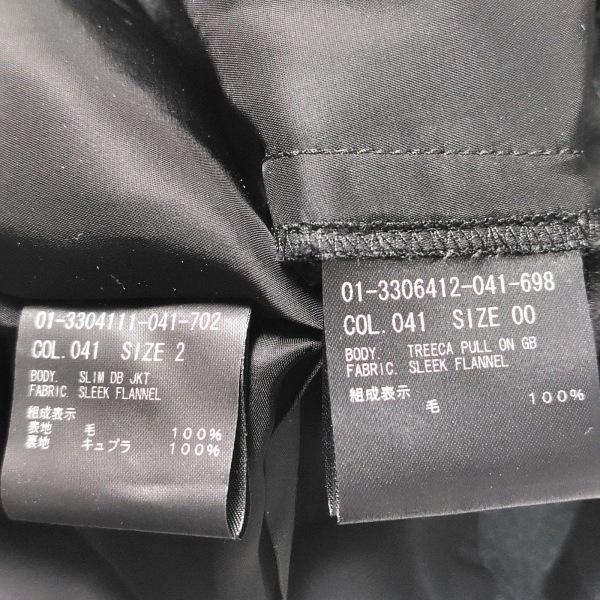 01-3304111-041-702
COL.041 SIZE 2
BODY. SLIM DB JKT
FABRIC. SLEEK FLANNEL
組成表示
表地 毛 100%
裏地 キュプラ 100%
01-3306412-041-698
COL.041 SIZE 00
BODY. TREECA PULL ON GB
FABRIC. SLEEK FLANNEL
組成表示
毛 100%